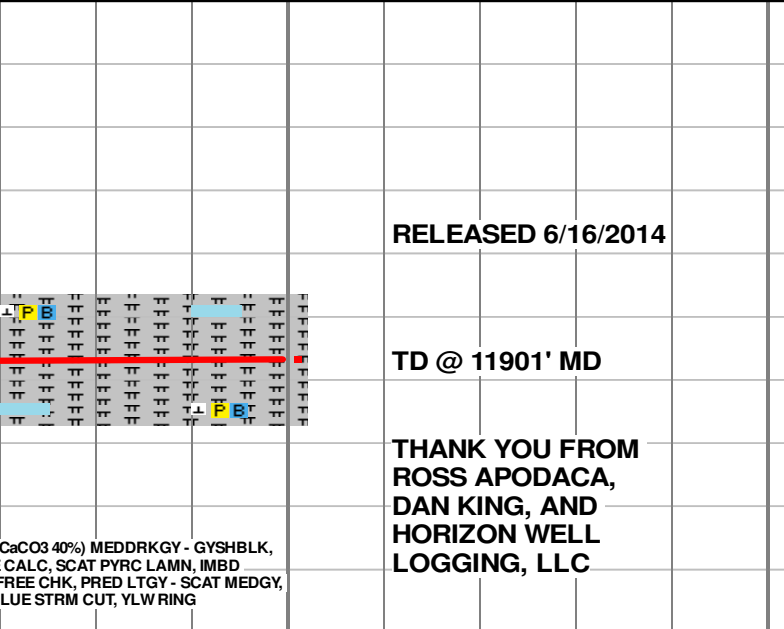 RELEASED 6/16/2014
P B
TD @ 11901' MD
P B
THANK YOU FROM
ROSS APODACA,
DAN KING, AND
HORIZON WELL
LOGGING, LLC
CaCO3 40%) MEDDRKGY - GYSHBLK,
CALC, SCAT PYRC LAMN, IMBD
FREE CHK, PRED LTGY - SCAT MEDGY,
LUE STRM CUT, YLW RING